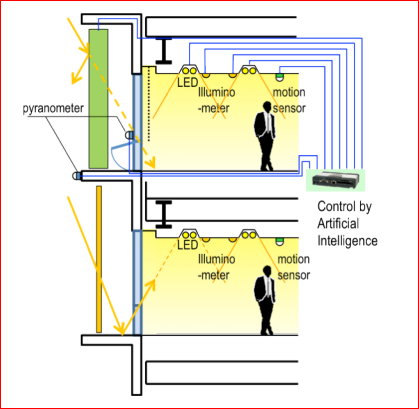 LED
Illumino
-meter
motion
sensor
pyranometer
Control by
Artificial
Intelligence
LED
Illumino
-meter
motion
sensor